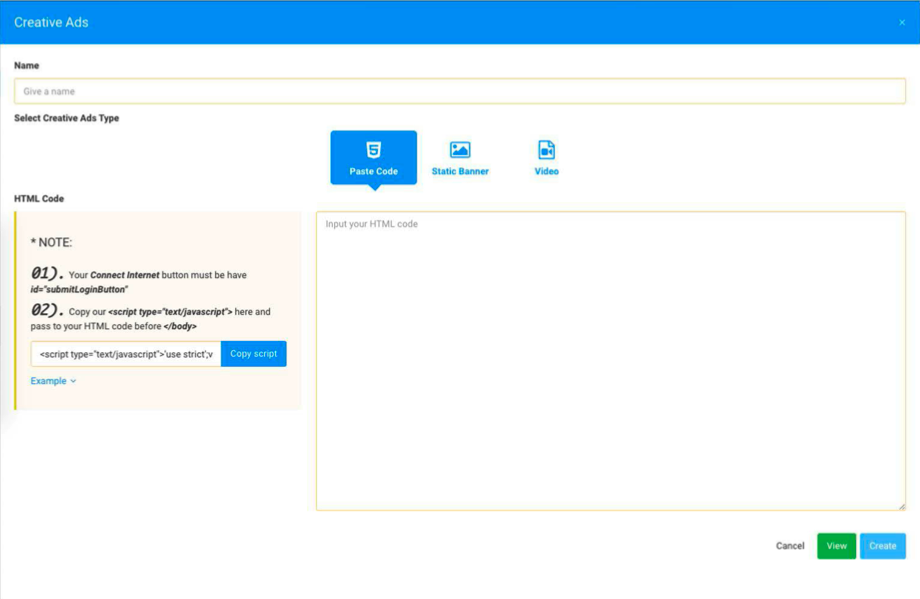 Creative Ads
×
Name
Give a name
Select Creative Ads Type
Paste Code
Static Banner
Video
HTML Code
* NOTE:
01). Your Connect Internet button must be have
id="submitLoginButton"
02). Copy our <script type="text/javascript"> here and
pass to your HTML code before </body>
<script type="text/javascript">'use strict';v
Copy script
Example
Input your HTML code
Cancel
View
Create